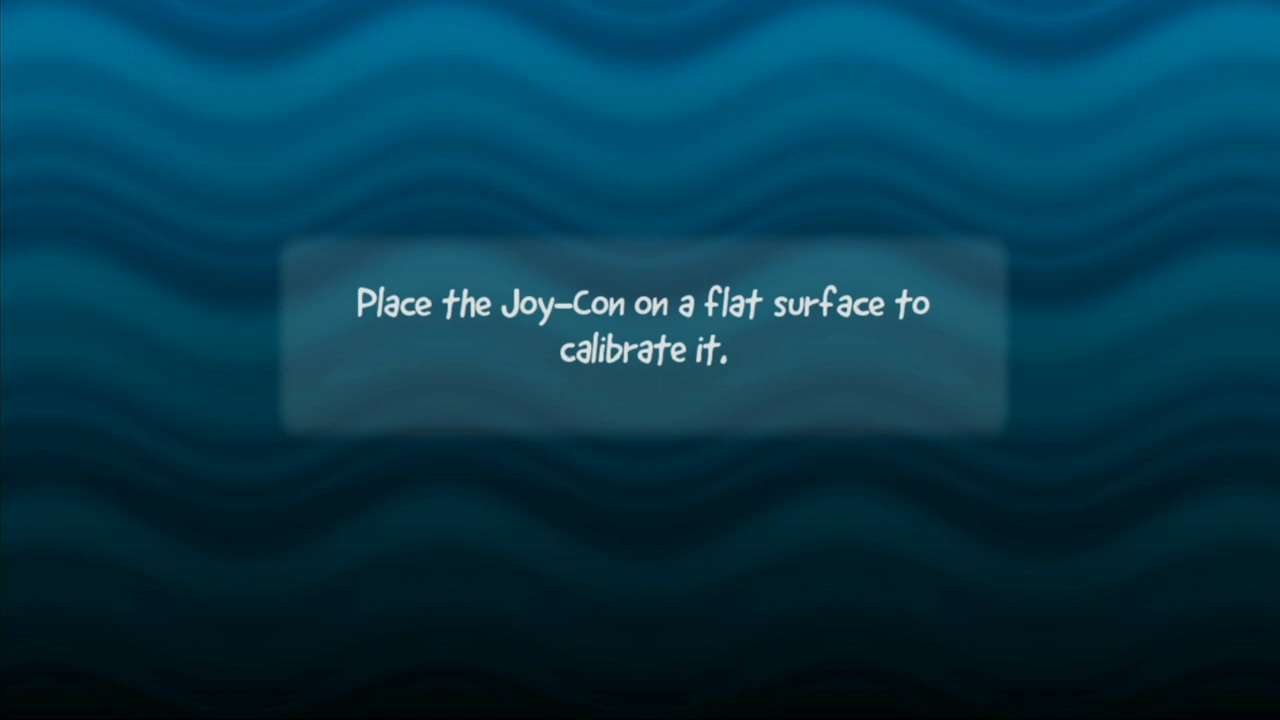 Place the Joy-Con on a flat surface to
calibrate it.